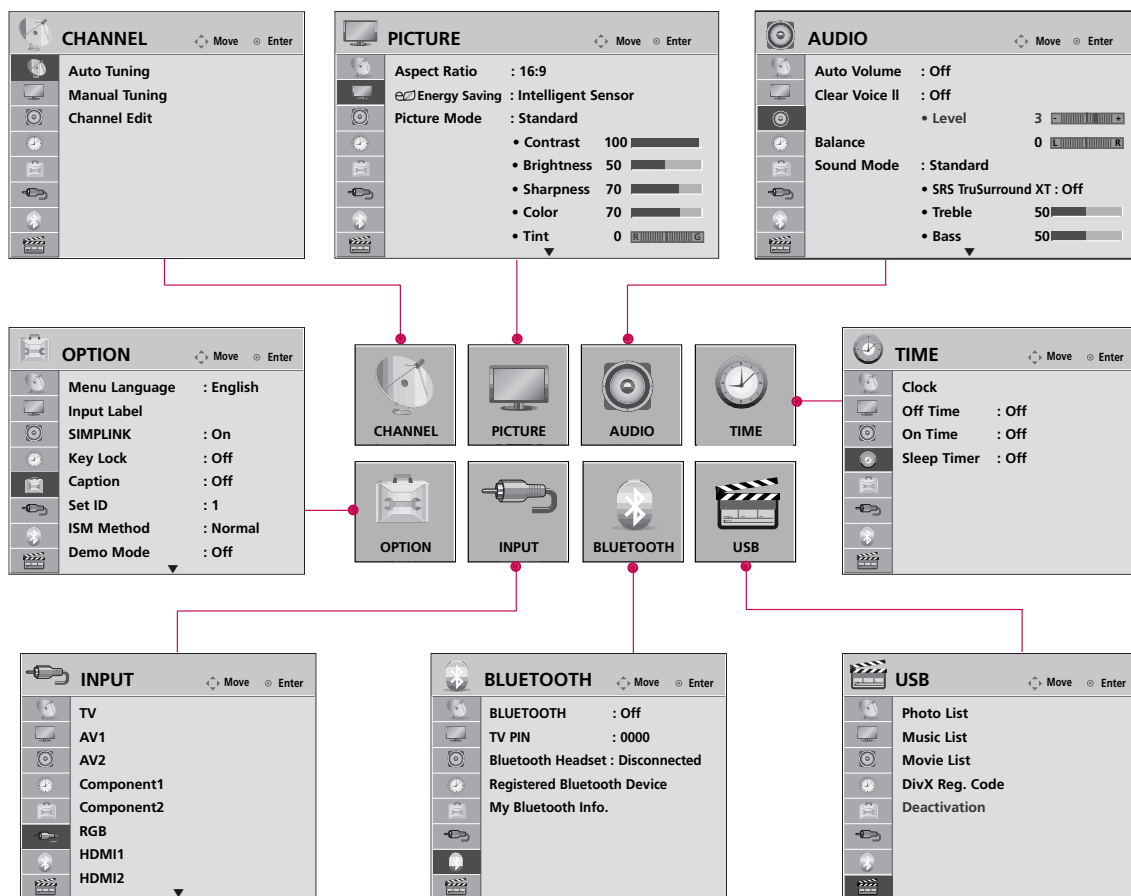 CHANNEL Move Enter
Auto Tuning
Manual Tuning
Channel Edit
PICTURE Move Enter
Aspect Ratio : 16:9
Energy Saving : Intelligent Sensor
Picture Mode : Standard
• Contrast 100
• Brightness 50
• Sharpness 70
• Color 70
• Tint 0 R G
AUDIO Move Enter
Auto Volume : Off
Clear Voice II : Off
• Level 3 - +
Balance 0 L R
Sound Mode : Standard
• SRS TruSurround XT : Off
• Treble 50
• Bass 50
OPTION Move Enter
Menu Language : English
Input Label
SIMPLINK : On
Key Lock : Off
Caption : Off
Set ID : 1
ISM Method : Normal
Demo Mode : Off
CHANNEL
PICTURE
AUDIO
TIME
OPTION
INPUT
BLUETOOTH
USB
TIME Move Enter
Clock
Off Time : Off
On Time : Off
Sleep Timer : Off
INPUT Move Enter
TV
AV1
AV2
Component1
Component2
RGB
HDMI1
HDMI2
BLUETOOTH Move Enter
BLUETOOTH : Off
TV PIN : 0000
Bluetooth Headset : Disconnected
Registered Bluetooth Device
My Bluetooth Info.
USB Move Enter
Photo List
Music List
Movie List
DivX Reg. Code
Deactivation